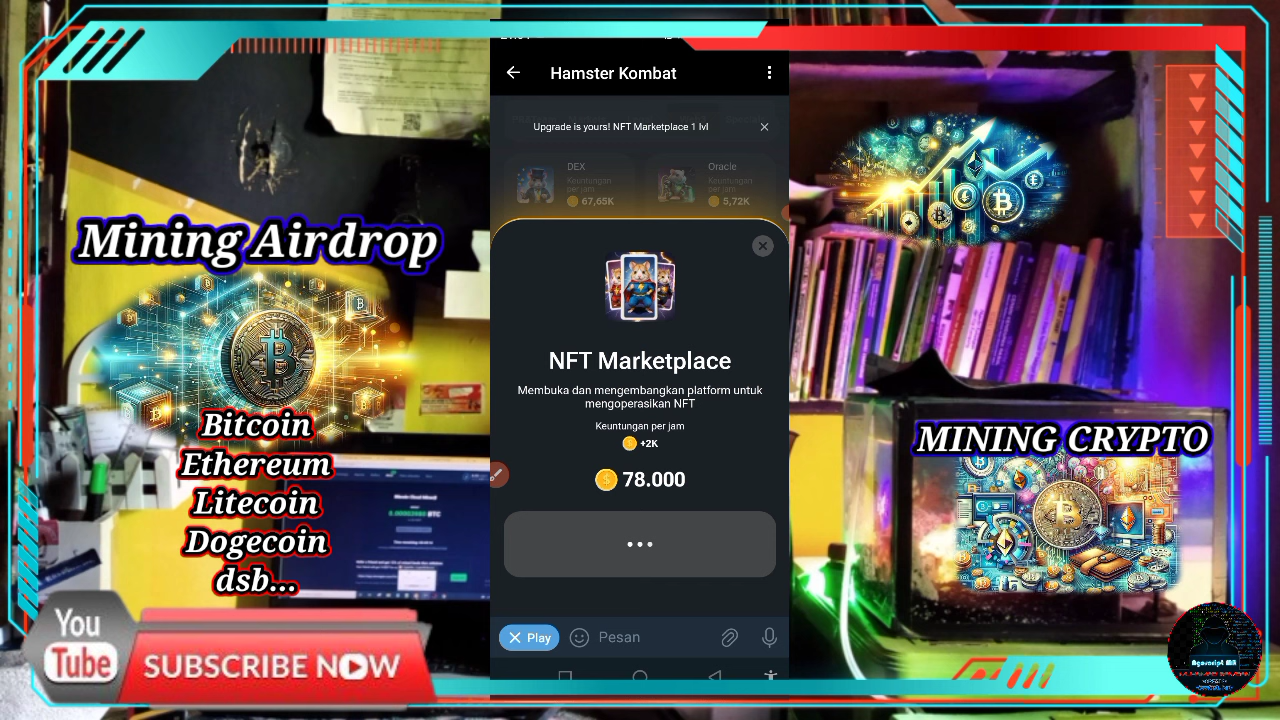 Hamster Kombat
Upgrade is yours! NFT Marketplace 1 lvl
DEX
Keuntungan
per jam
67,65K
Oracle
Keuntungan
per jam
5,72K
Mining Airdrop
NFT Marketplace
Membuka dan mengembangkan platform untuk
mengoperasikan NFT
Keuntungan per jam
+2K
78.000
Bitcoin
Ethereum
Litecoin
Dogecoin
dsb...
MINING CRYPTO
Play
Pesan
You
Tube
SUBSCRIBE NOW